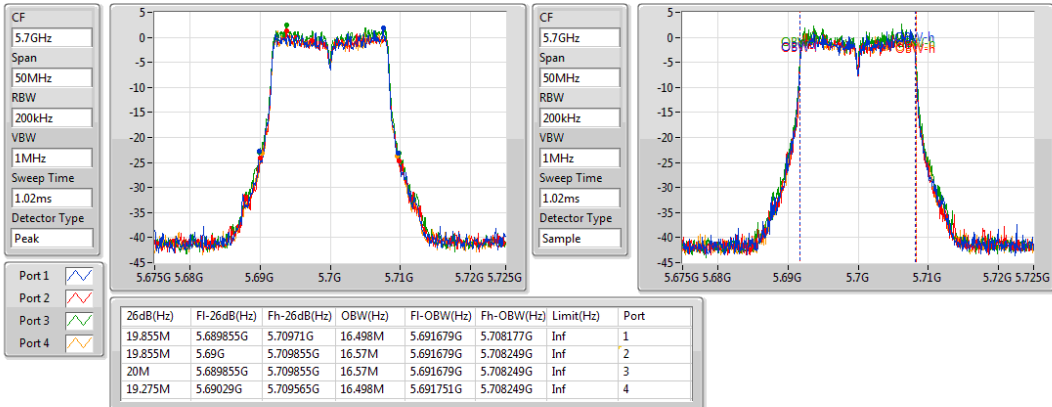 CF
5.7GHz
Span
50MHz
RBW
200kHz
VBW
1MHz
Sweep Time
1.02ms
Detector Type
Peak
5
0
-5
-10
-15
-20
-25
-30
-35
-40
-45
5.675G 5.68G 5.69G 5.7G 5.71G 5.72G 5.725G
CF
5.7GHz
Span
50MHz
RBW
200kHz
VBW
1MHz
Sweep Time
1.02ms
Detector Type
Sample
5
0
-5
-10
-15
-20
-25
-30
-35
-40
-45
5.675G 5.68G 5.69G 5.7G 5.71G 5.72G 5.725G
OBW-h
Port 1
Port 2
Port 3
Port 4
26dB(Hz) Fl-26dB(Hz) Fh-26dB(Hz) OBW(Hz) Fl-OBW(Hz) Fh-OBW(Hz) Limit(Hz) Port
19.855M 5.689855G 5.70971G 16.498M 5.691679G 5.708177G Inf 1
19.855M 5.69G 5.709855G 16.57M 5.691679G 5.708249G Inf 2
20M 5.689855G 5.709855G 16.57M 5.691679G 5.708249G Inf 3
19.275M 5.69029G 5.709565G 16.498M 5.691751G 5.708249G Inf 4